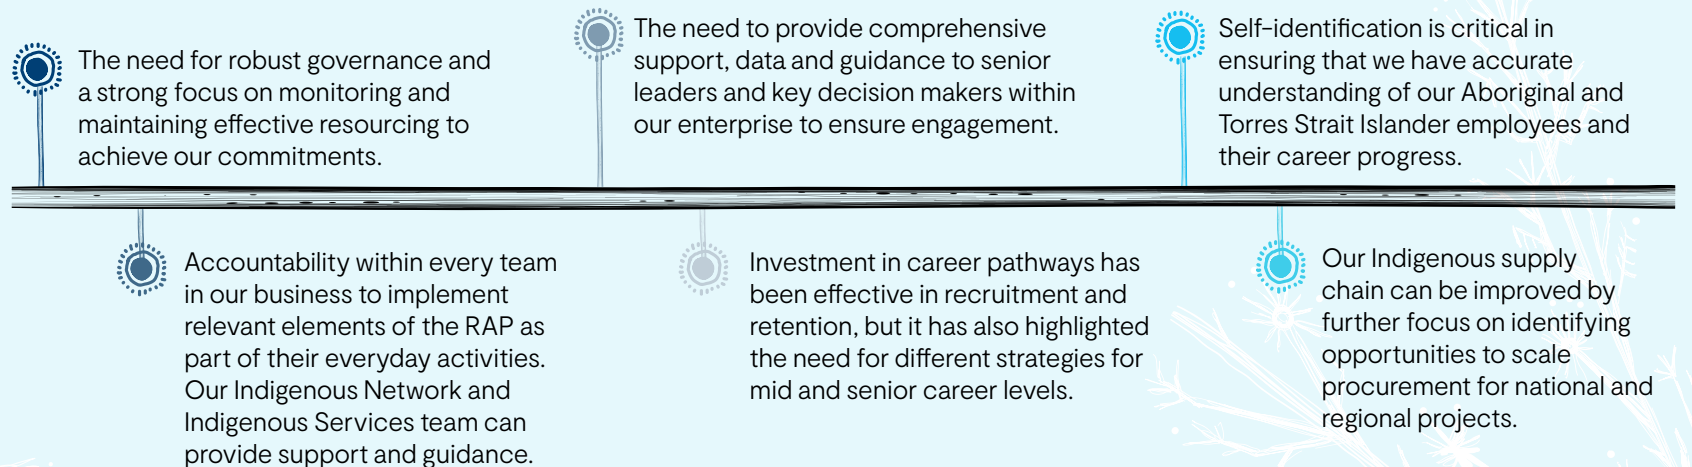 The need for robust governance and
a strong focus on monitoring and
maintaining effective resourcing to
achieve our commitments.
Accountability within every team
in our business to implement
relevant elements of the RAP as
part of their everyday activities.
Our Indigenous Network and
Indigenous Services team can
provide support and guidance.
The need to provide comprehensive
support, data and guidance to senior
leaders and key decision makers within
our enterprise to ensure engagement.
Investment in career pathways has
been effective in recruitment and
retention, but it has also highlighted
the need for different strategies for
mid and senior career levels.
Self-identification is critical in
ensuring that we have accurate
understanding of our Aboriginal and
Torres Strait Islander employees and
their career progress.
Our Indigenous supply
chain can be improved by
further focus on identifying
opportunities to scale
procurement for national and
regional projects.